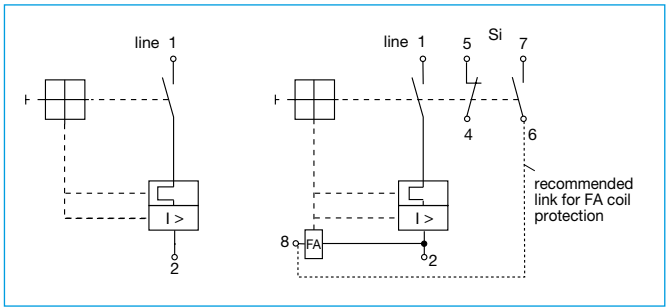 line 1
I >
2
line 1
5
Si
7
4
6
recommended
link for FA coil
protection
I >
8
FA
2